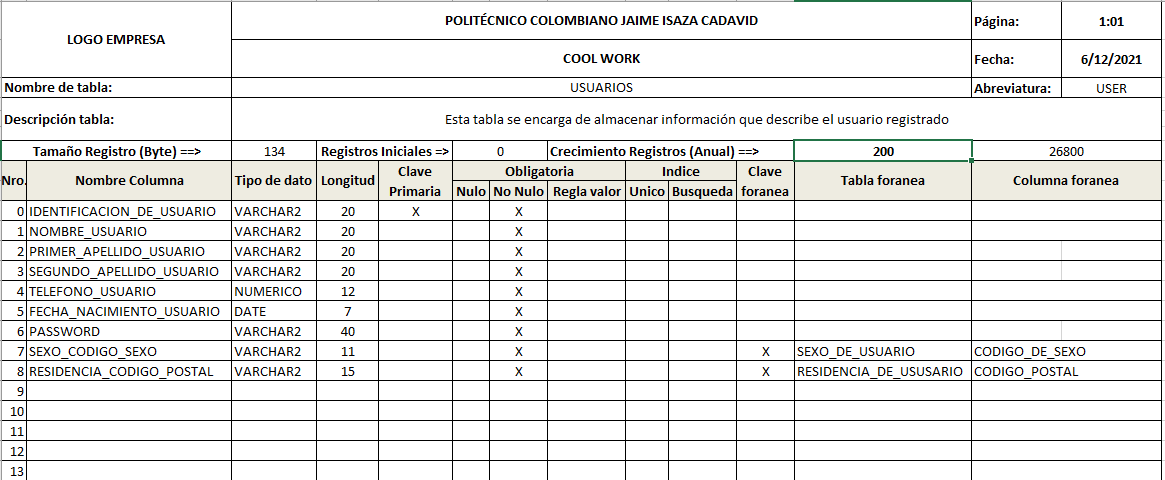 LOGO EMPRESA
POLITÉCNICO COLOMBIANO JAIME ISAZA CADAVID Página: 1:01
COOL WORK Fecha: 6/12/2021
Nombre de tabla: USUARIOS Abreviatura: USER
Descripción tabla: Esta tabla se encarga de almacenar información que describe el usuario registrado
Tamaño Registro (Byte) ==> 134 Registros Iniciales => 0 Crecimiento Registros (Anual) ==> 200 26800
Nro. Nombre Columna Tipo de dato Longitud Clave Primaria Obligatoria Indice Clave foranea Tabla foranea Columna foranea
Nulo No Nulo Regla valor Unico Busqueda
0 IDENTIFICACION_DE_USUARIO VARCHAR2 20 X X
1 NOMBRE_USUARIO VARCHAR2 20 X
2 PRIMER_APELLIDO_USUARIO VARCHAR2 20 X
3 SEGUNDO_APELLIDO_USUARIO VARCHAR2 20 X
4 TELEFONO_USUARIO NUMERICO 12 X
5 FECHA_NACIMIENTO_USUARIO DATE 7 X
6 PASSWORD VARCHAR2 40 X
7 SEXO_CODIGO_SEXO VARCHAR2 11 X X SEXO_DE_USUARIO CODIGO_DE_SEXO
8 RESIDENCIA_CODIGO_POSTAL VARCHAR2 15 X X RESIDENCIA_DE_USUSARIO CODIGO_POSTAL
9
10
11
12
13